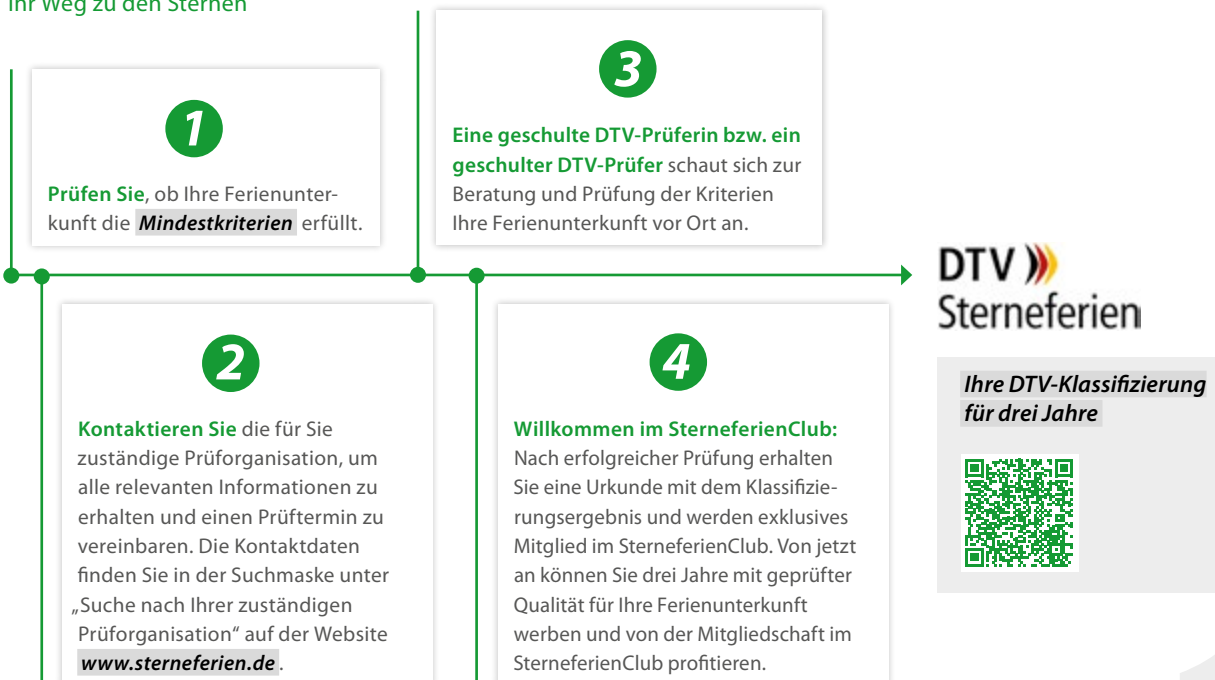 Ihr Weg zu den Sternen
1
Prüfen Sie, ob Ihre Ferienunter-
kunft die Mindestkriterien erfüllt.
2
Kontaktieren Sie die für Sie
zuständige Prüforganisation, um
alle relevanten Informationen zu
erhalten und einen Prüftermin zu
vereinbaren. Die Kontaktdaten
finden Sie in der Suchmaske unter
„Suche nach Ihrer zuständigen
Prüforganisation“ auf der Website
www.sterneferien.de.
3
Eine geschulte DTV-Prüferin bzw. ein
geschulter DTV-Prüfer schaut sich zur
Beratung und Prüfung der Kriterien
Ihre Ferienunterkunft vor Ort an.
4
Willkommen im SterneferienClub:
Nach erfolgreicher Prüfung erhalten
Sie eine Urkunde mit dem Klassifizie-
rungsergebnis und werden exklusives
Mitglied im SterneferienClub. Von jetzt
an können Sie drei Jahre mit geprüfter
Qualität für Ihre Ferienunterkunft
werben und von der Mitgliedschaft im
SterneferienClub profitieren.
DTV
Sterneferien
Ihre DTV-Klassifizierung
für drei Jahre